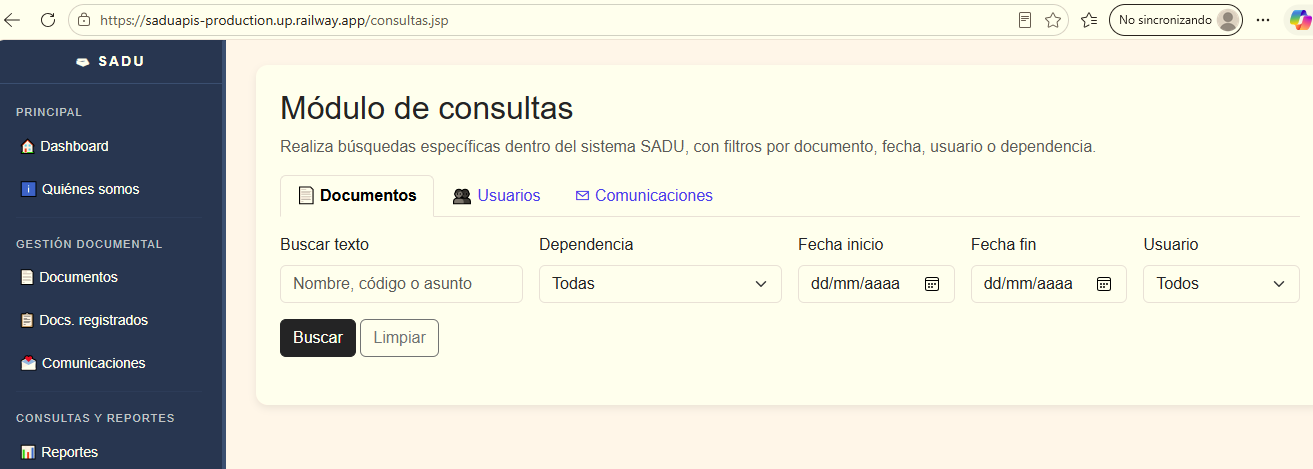 https://saduapis-production.up.railway.app/consultas.jsp
No sincronizando
SADU
PRINCIPAL
Dashboard
Quiénes somos
GESTIÓN DOCUMENTAL
Documentos
Docs. registrados
Comunicaciones
CONSULTAS Y REPORTES
Reportes
Módulo de consultas
Realiza búsquedas específicas dentro del sistema SADU, con filtros por documento, fecha, usuario o dependencia.
Documentos Usuarios Comunicaciones
Buscar texto Dependencia Fecha inicio Fecha fin Usuario
Nombre, código o asunto Todas dd/mm/aaaa dd/mm/aaaa Todos
Buscar Limpiar